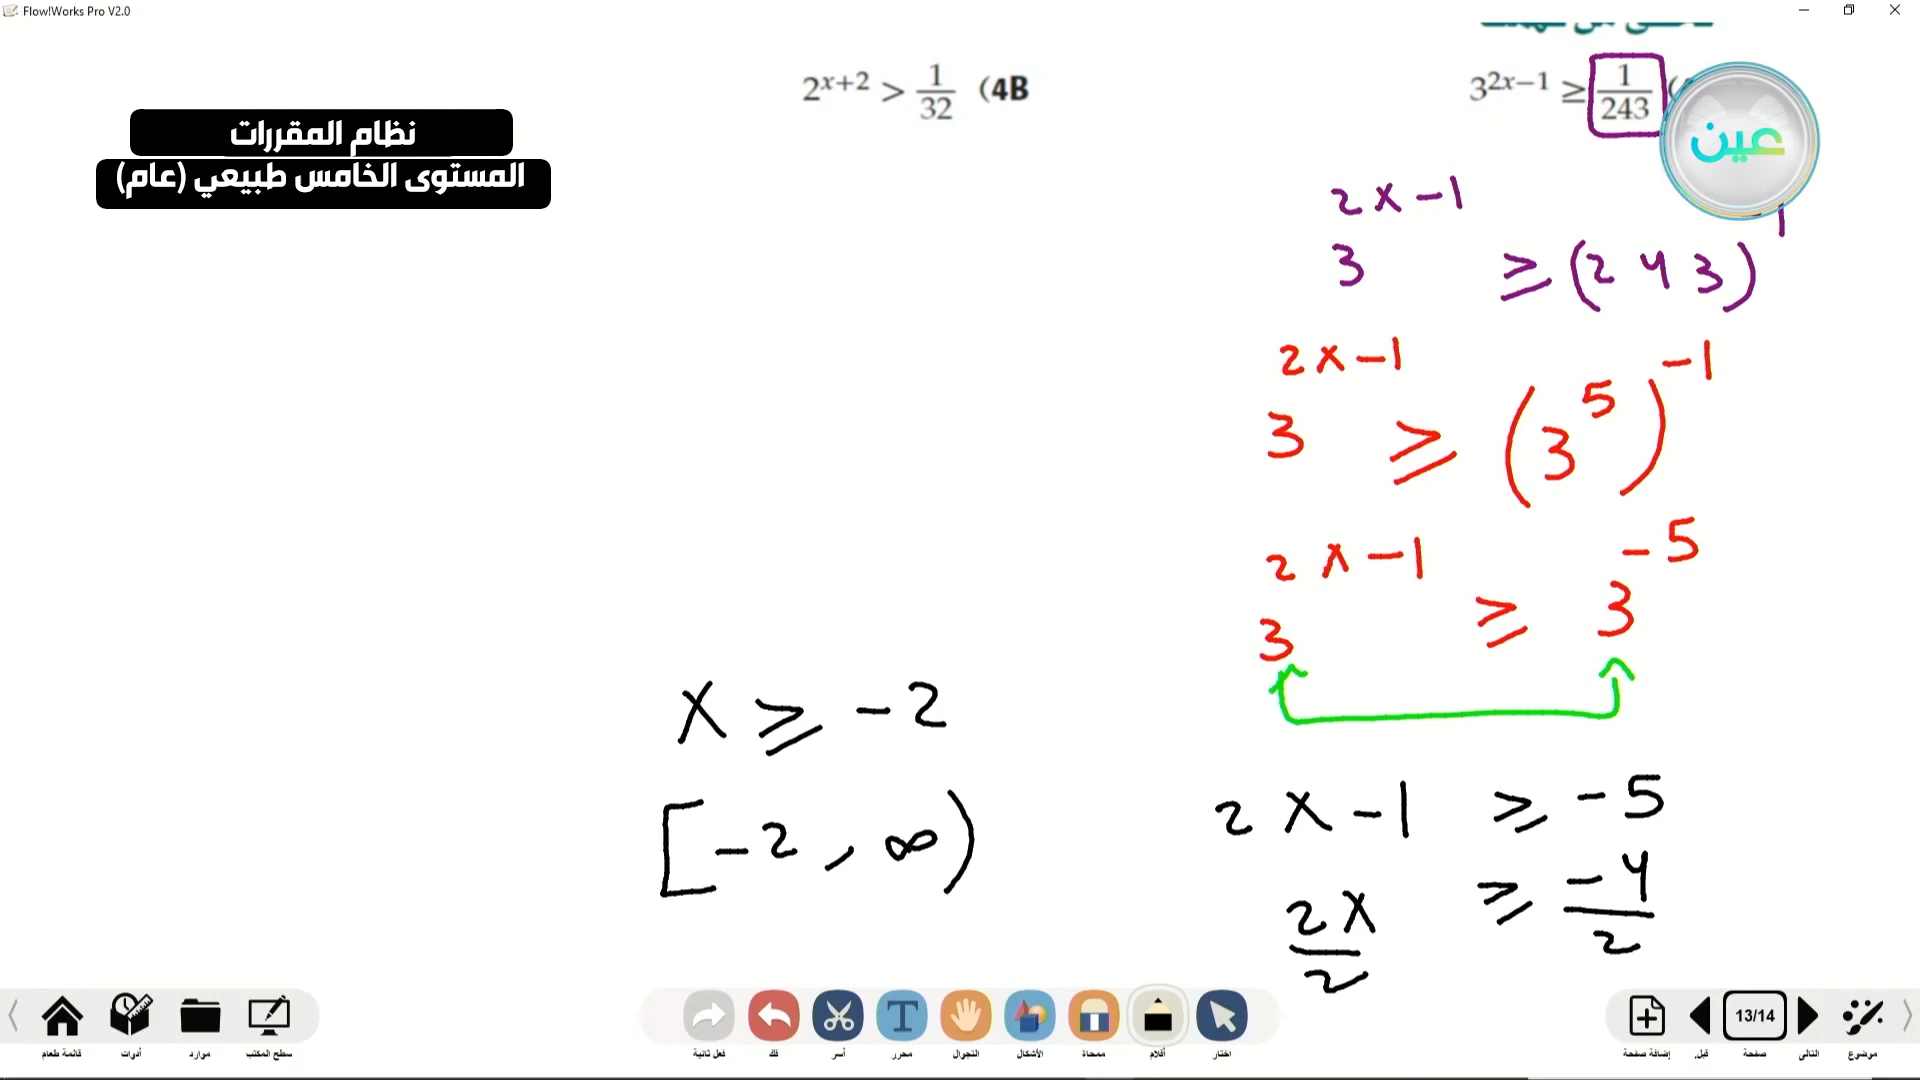 Flow!Works Pro V2.0
3^{2x−1} ≥ 1/243
2^{x+2} > 1/32 (4B
عين
نظام المقررات
المستوى الخامس طبيعي (عام)
3^{2x-1} ≥ (243)
3^{2x-1} ≥ (3^5)^{-1}
3^{2x-1} ≥ 3^{-5}
2x-1 ≥ -5
2x/2 ≥ -4/2
x ≥ -2
[-2, ∞)
قائمة طعام
أدوات
موارد
سطح المكتب
فعل ثانية
فك
أسر
محرر
التجوال
الأشكال
ممحاة
أقلام
اختار
إضافة صفحة
قبل
13/14
صفحة
التالي
موضوع